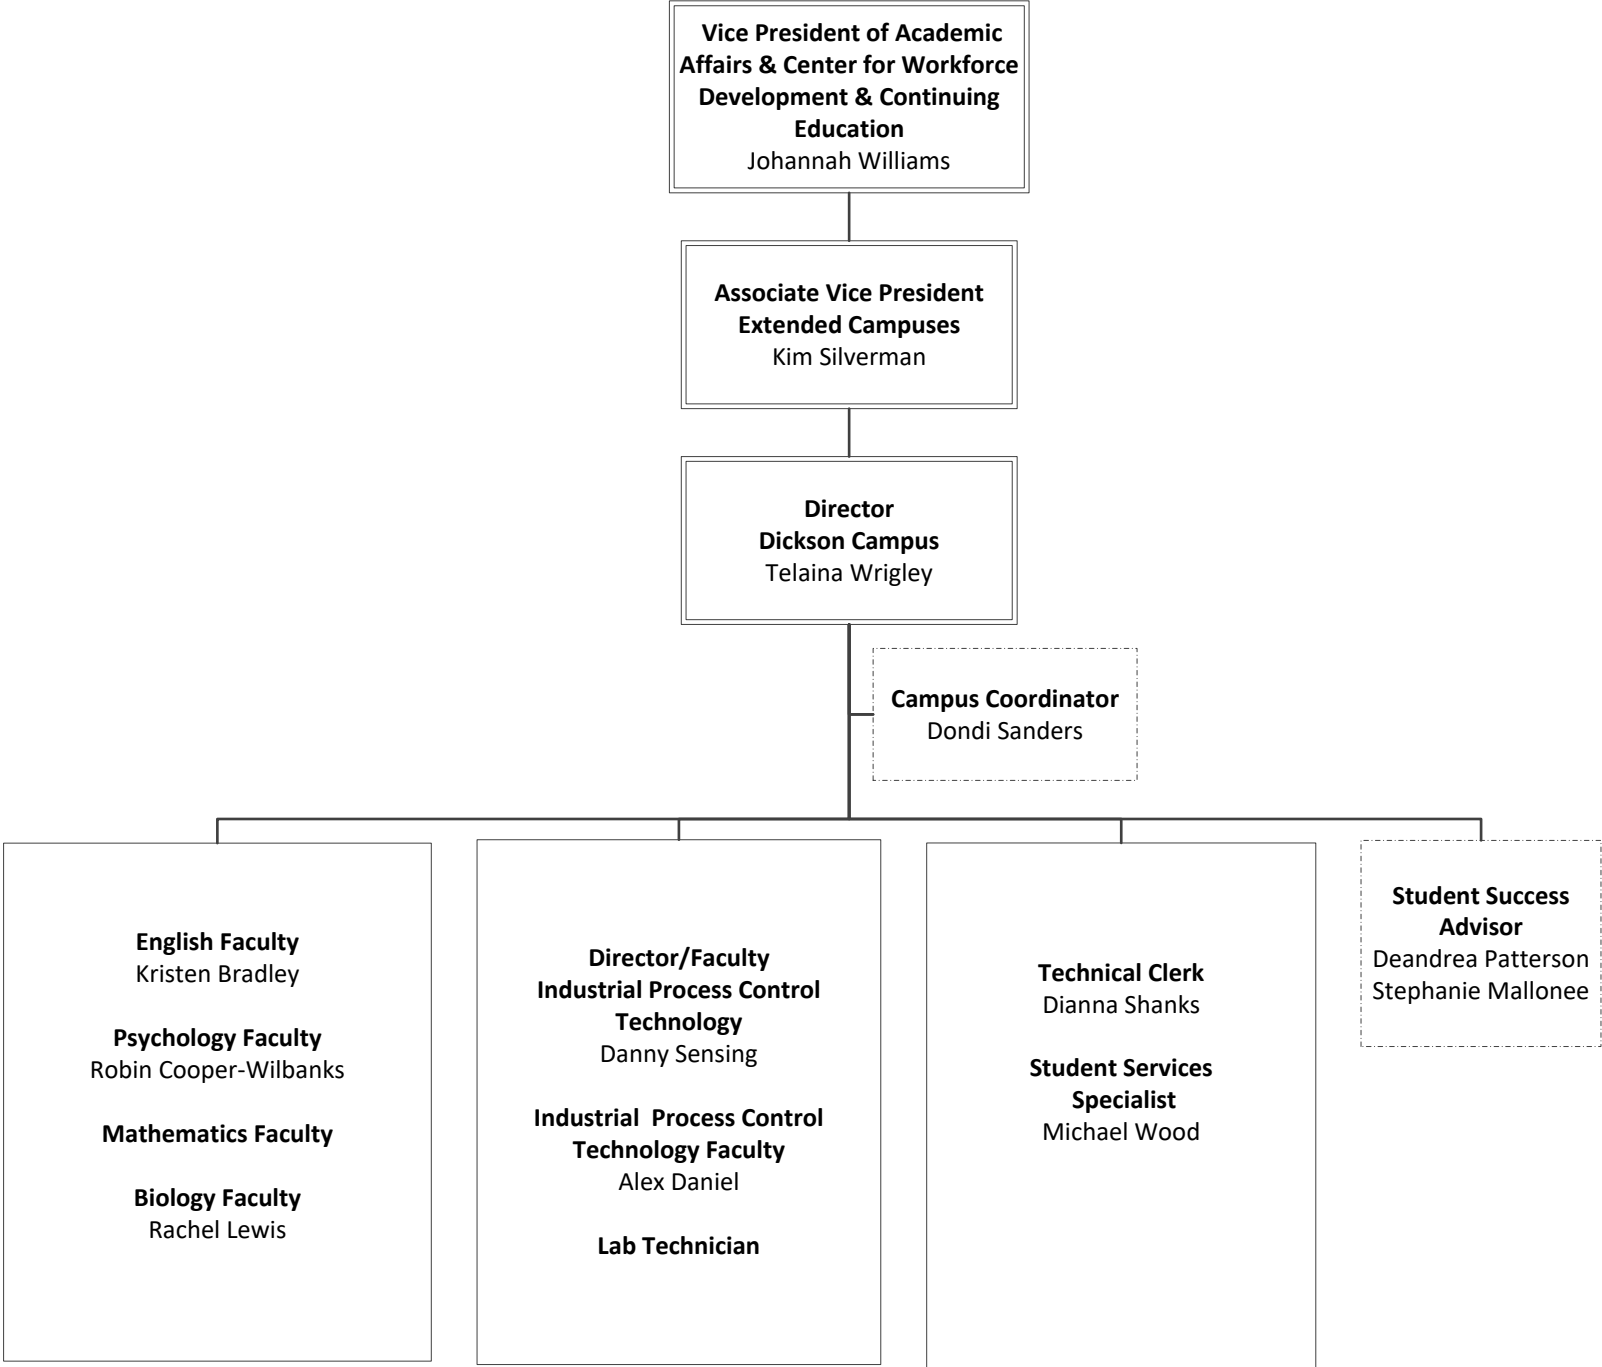 Vice President of Academic
Affairs & Center for Workforce
Development & Continuing
Education
Johannah Williams
Associate Vice President
Extended Campuses
Kim Silverman
Director
Dickson Campus
Telaina Wrigley
Campus Coordinator
Dondi Sanders
English Faculty
Kristen Bradley
Psychology Faculty
Robin Cooper-Wilbanks
Mathematics Faculty
Biology Faculty
Rachel Lewis
Director/Faculty
Industrial Process Control
Technology
Danny Sensing
Industrial  Process Control
Technology Faculty
Alex Daniel
Lab Technician
Technical Clerk
Dianna Shanks
Student Services
Specialist
Michael Wood
Student Success
Advisor
Deandrea Patterson
Stephanie Mallonee